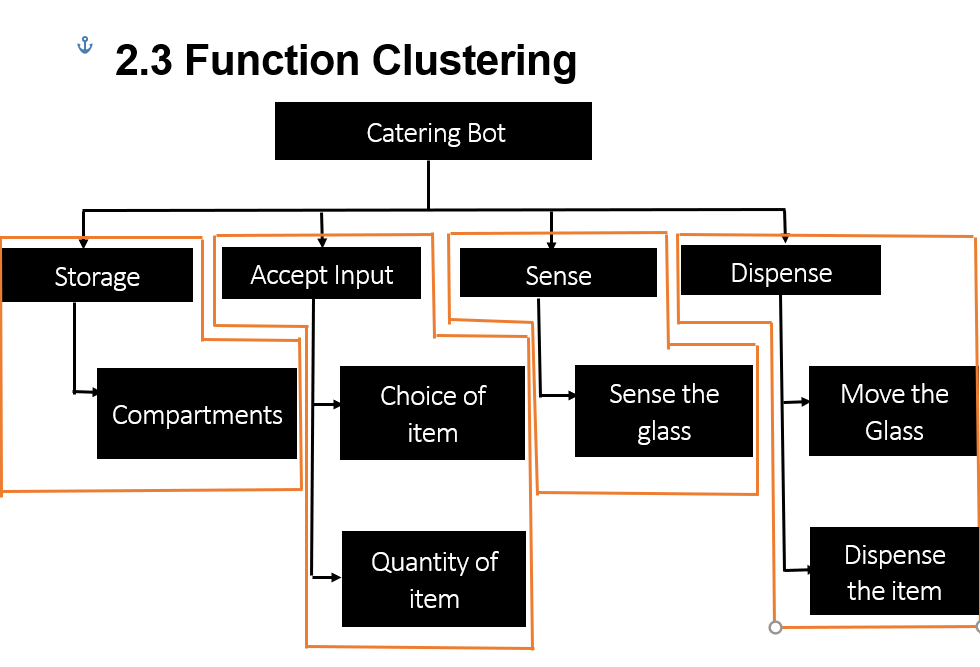 2.3 Function Clustering
Catering Bot
Storage
Accept Input
Sense
Dispense
Compartments
Choice of
item
Sense the
glass
Move the
Glass
Quantity of
item
Dispense
the item